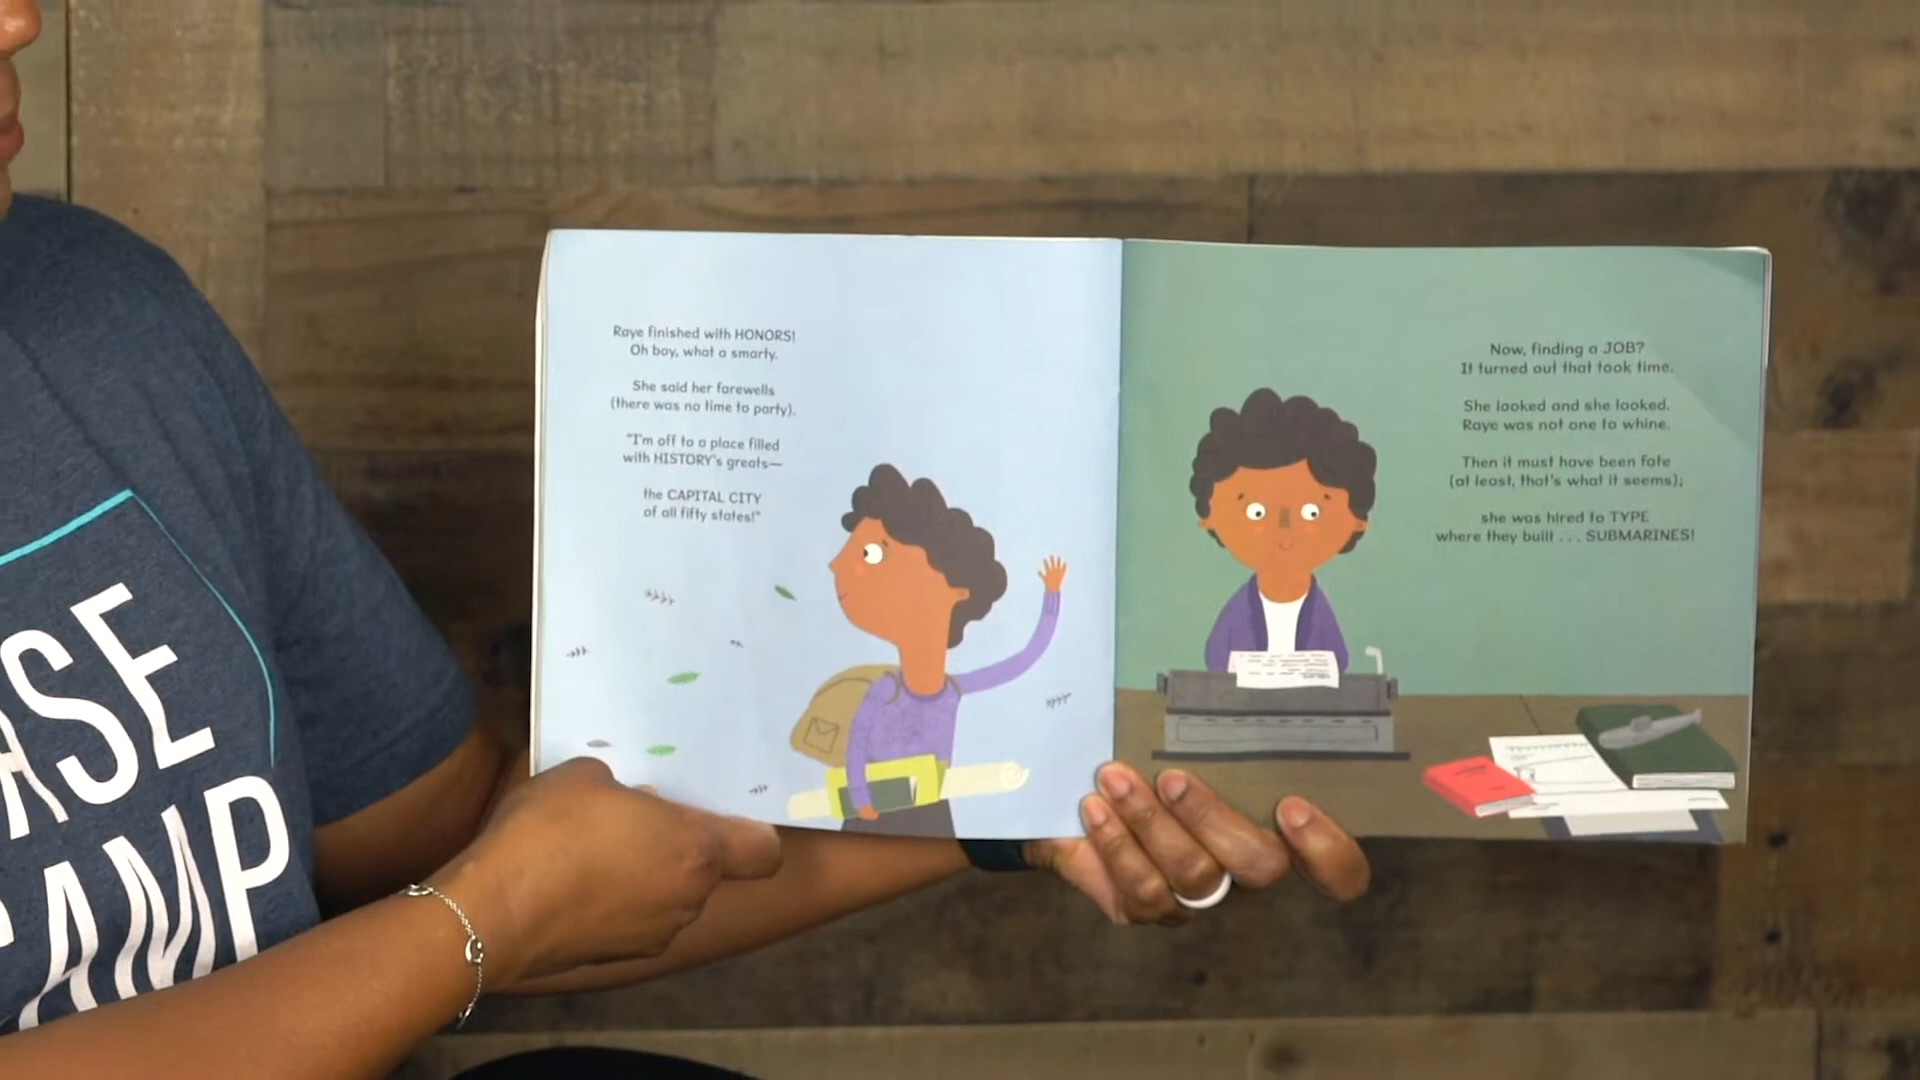 Raye finished with HONORS!
Oh boy, what a smarty.
She said her farewells
(there was no time to party).
"I'm off to a place filled
with HISTORY's greats—
the CAPITAL CITY
of all fifty states!"
Now, finding a JOB?
It turned out that took time.
She looked and she looked.
Raye was not one to whine.
Then it must have been fate
(at least, that's what it seems);
she was hired to TYPE
where they built . . . SUBMARINES!
ASE
CAMP